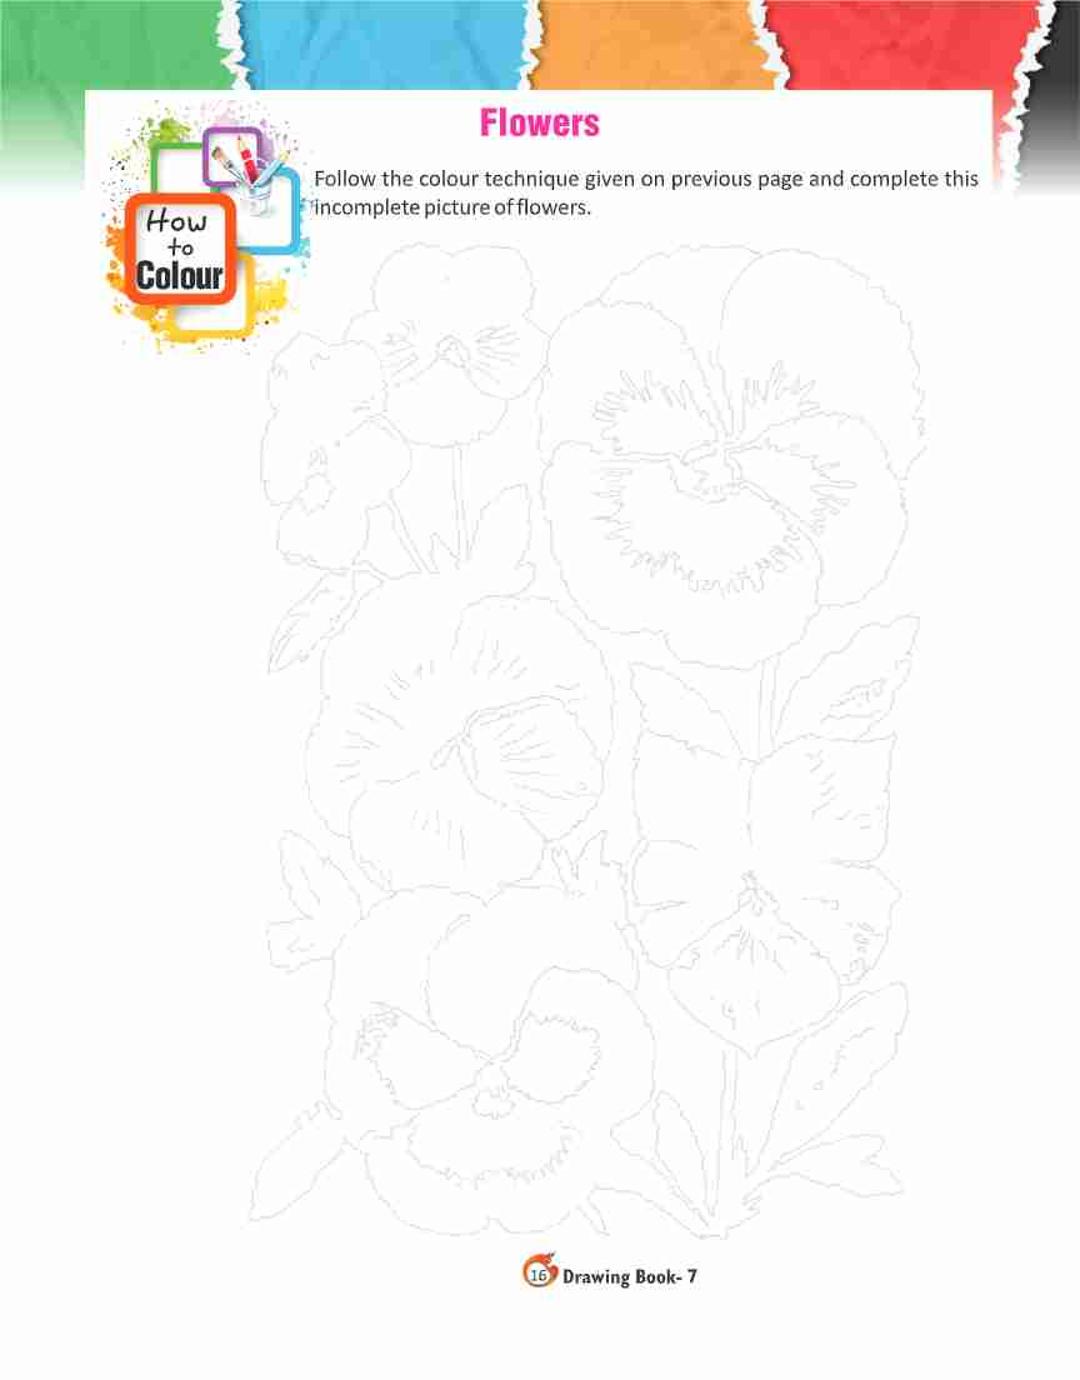 Flowers
Follow the colour technique given on previous page and complete this
incomplete picture of flowers.
How
to
Colour
16 Drawing Book- 7